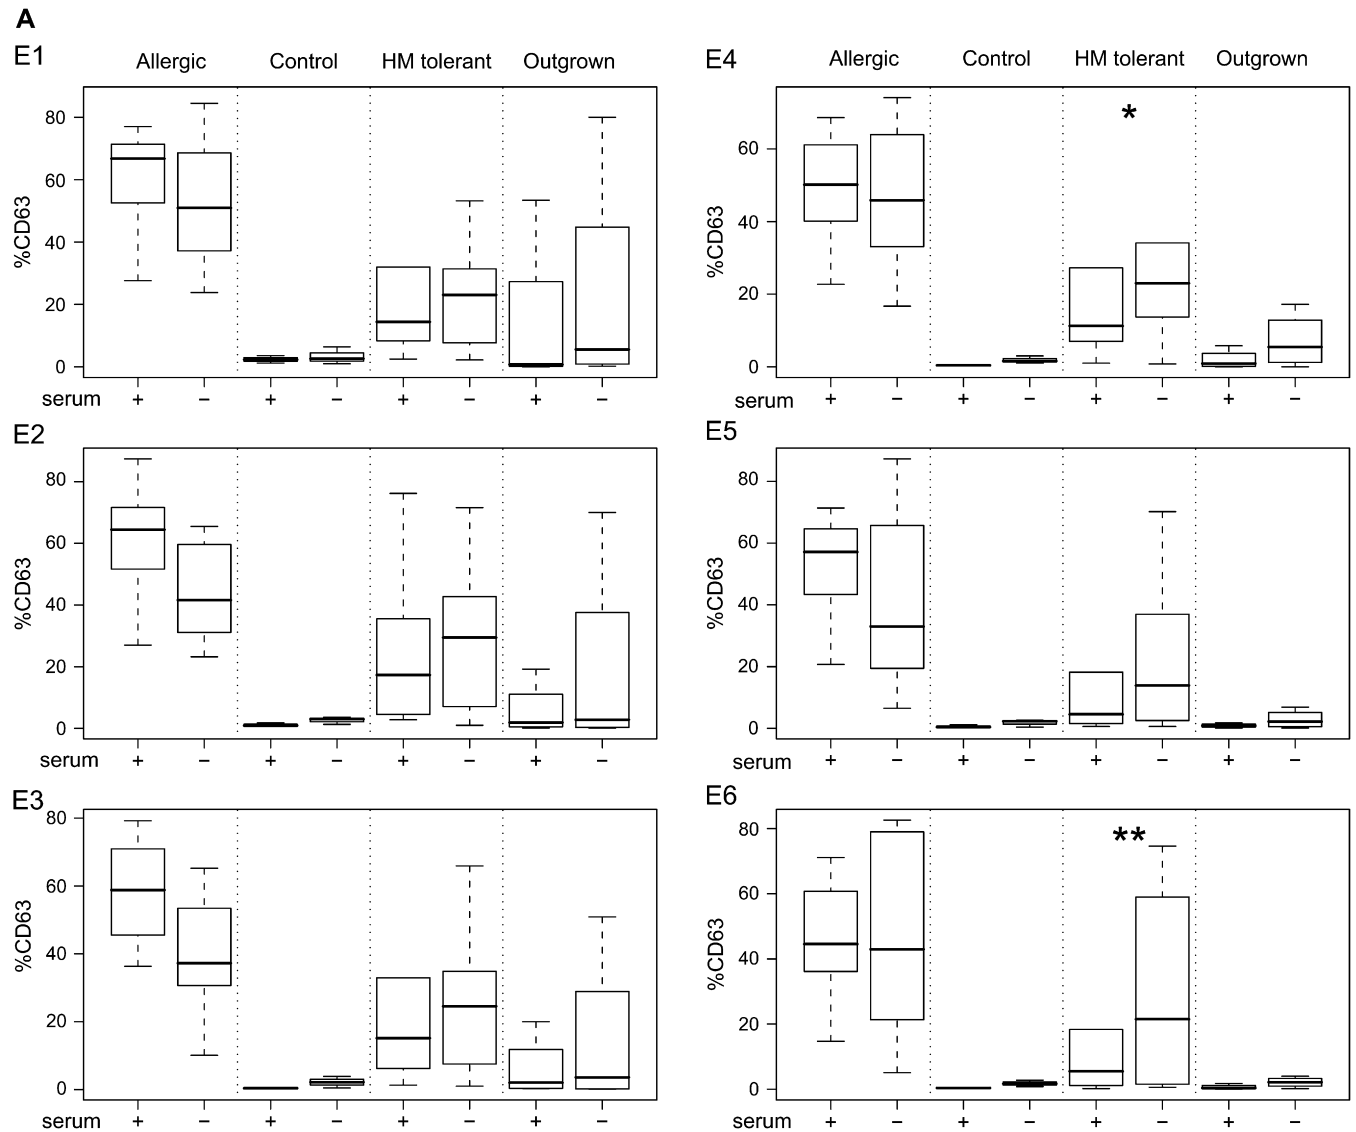 A
E1
Allergic Control HM tolerant Outgrown
%CD63
80
60
40
20
0
serum + − + − + − + −
E4
Allergic Control HM tolerant Outgrown
*
%CD63
60
40
20
0
serum + − + − + − + −
E2
%CD63
80
60
40
20
0
serum + − + − + − + −
E5
%CD63
80
60
40
20
0
serum + − + − + − + −
E3
%CD63
80
60
40
20
0
serum + − + − + − + −
E6
**
%CD63
80
60
40
20
0
serum + − + − + − + −